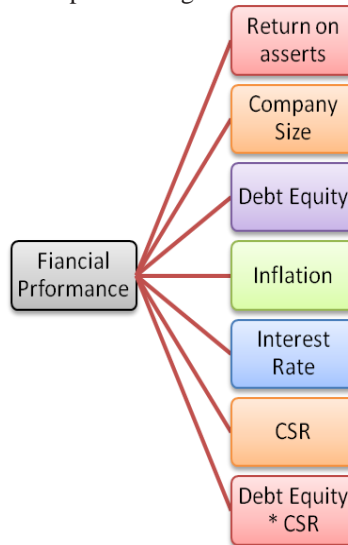 Return on
asserts
Company
Size
Debt Equity
Fiancial
Prformance
Inflation
Interest
Rate
CSR
Debt Equity
* CSR